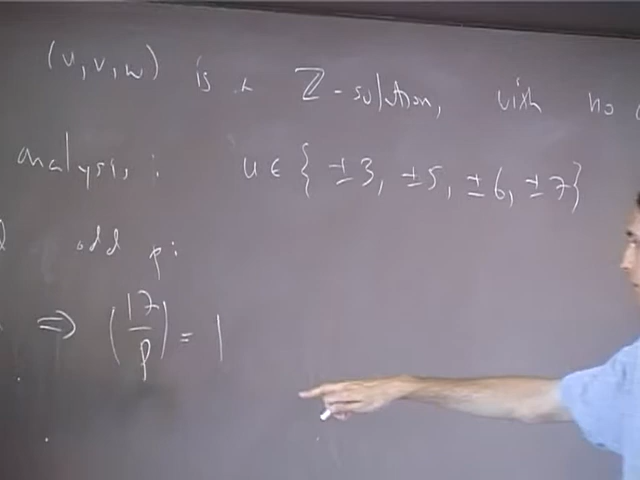 (u,v,w) is a ℤ-solution, with no
analysis: u ∈ { ±3, ±5, ±6, ±7}
odd p:
⇒ (17/p) = 1